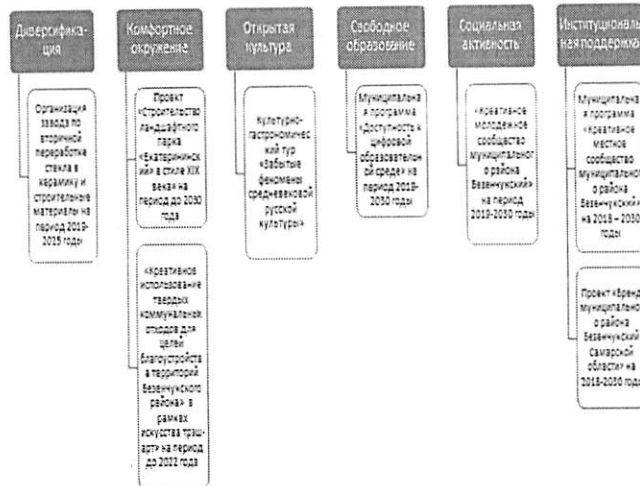 Диверсифика-
ция
Организация
завода по
вторичной
переработке
стекла в
керамику и
строительные
материалы на
период 2019-
2025 годы
Комфортное
окружение
Проект
«Строительство
ландшафтного
парка
«Екатерининск
ий» в стиле XIX
века» на
период до 2030
года
«Креативное
использование
твердых
коммунальных
отходов для
целей
благоустройств
а территорий
Безенчукского
района» в
рамках
искусства трэш-
арт» на период
до 2022 года
Открытая
культура
Культурно-
гастрономичес
кий тур
«Забытые
феномены
средневековой
русской
культуры»
Свободное
образование
Муниципальна
я программа
«Доступность к
цифровой
образовательн
ой среде» на
период 2019-
2030 годы
Социальная
активность
«Креативное
молодежное
сообщество
муниципальног
о района
Безенчукский»
на период
2019-2030 годы
Институциональ
ная поддержка
Муниципальна
я программа
«Креативное
местное
сообщество
муниципальног
о района
Безенчукский»
на 2018 – 2030
годы
Проект «Бренд
муниципально
о района
Безенчукский
Самарской
области» на
2018-2030 годы